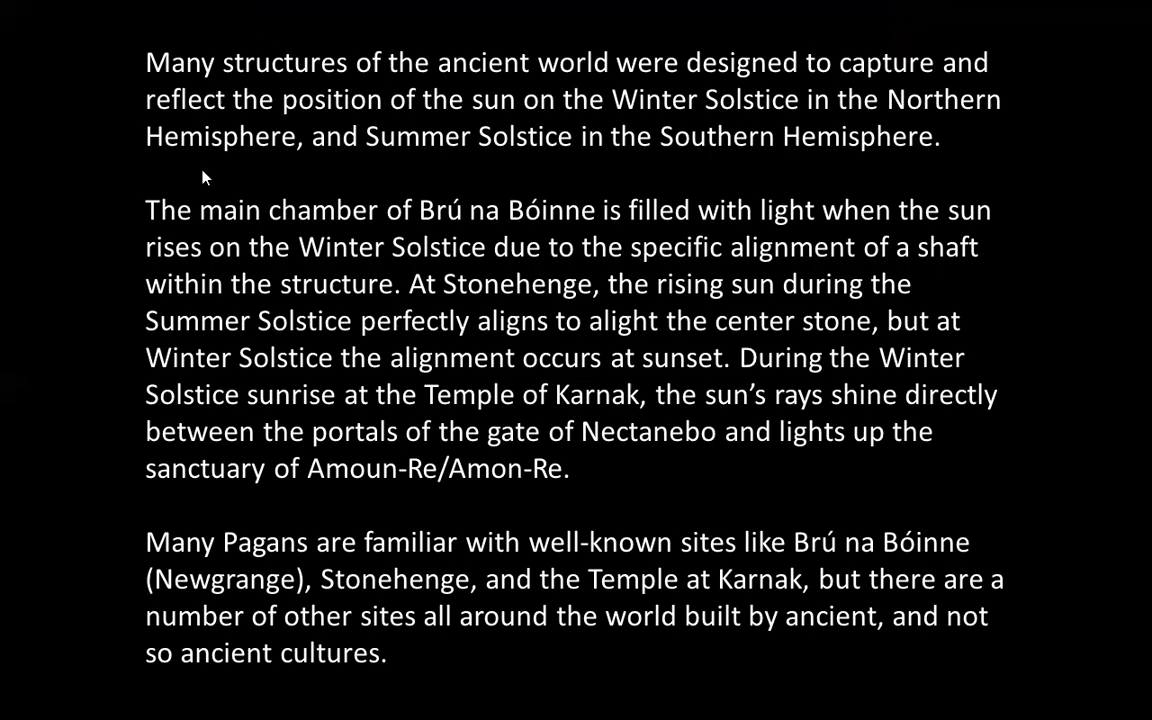 Many structures of the ancient world were designed to capture and
reflect the position of the sun on the Winter Solstice in the Northern
Hemisphere, and Summer Solstice in the Southern Hemisphere.
The main chamber of Brú na Bóinne is filled with light when the sun
rises on the Winter Solstice due to the specific alignment of a shaft
within the structure. At Stonehenge, the rising sun during the
Summer Solstice perfectly aligns to alight the center stone, but at
Winter Solstice the alignment occurs at sunset. During the Winter
Solstice sunrise at the Temple of Karnak, the sun’s rays shine directly
between the portals of the gate of Nectanebo and lights up the
sanctuary of Amoun-Re/Amon-Re.
Many Pagans are familiar with well-known sites like Brú na Bóinne
(Newgrange), Stonehenge, and the Temple at Karnak, but there are a
number of other sites all around the world built by ancient, and not
so ancient cultures.